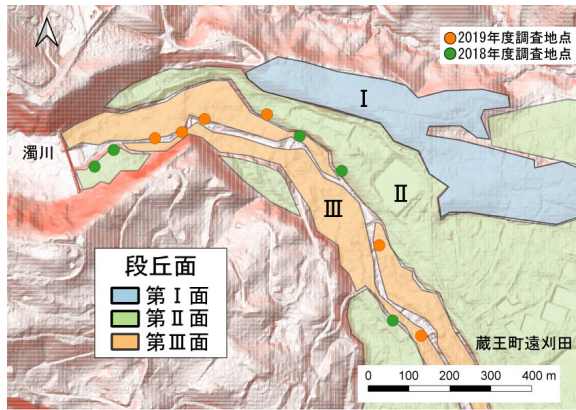 2019年度調査地点
2018年度調査地点
Ⅰ
濁川
Ⅱ
Ⅲ
段丘面
第Ⅰ面
第Ⅱ面
第Ⅲ面
蔵王町遠刈田
0 100 200 300 400 m